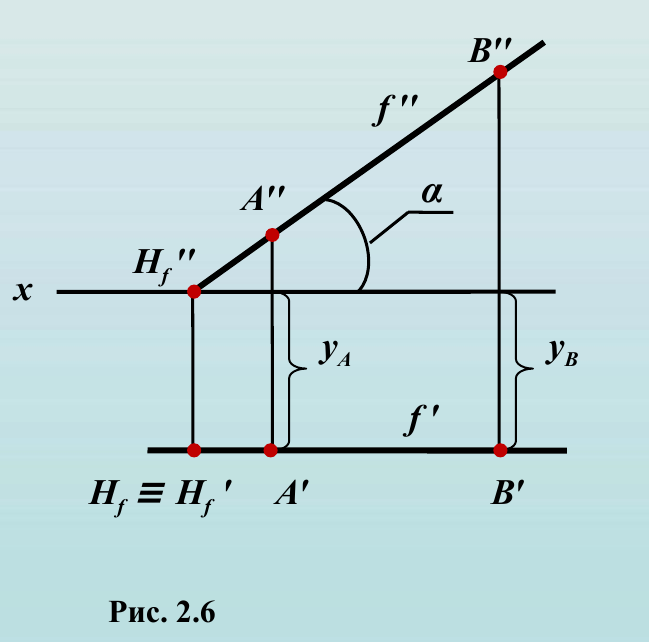 B''
f''
α
A''
H_f''
x
y_A
y_B
f'
H_f ≡ H_f' A' B'
Рис. 2.6